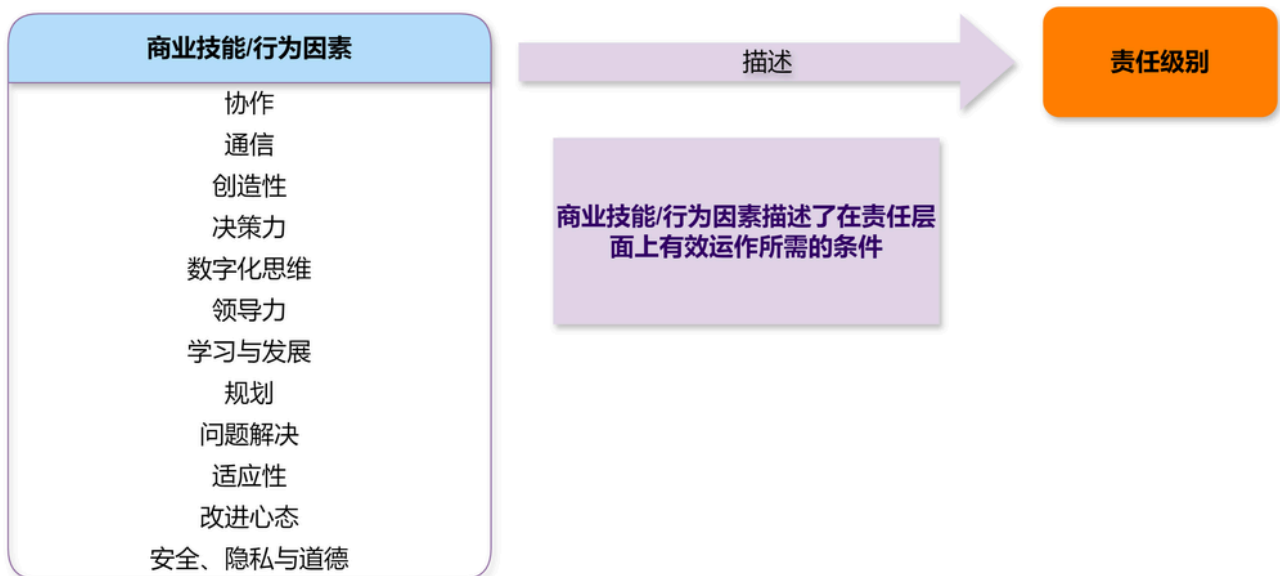 商业技能/行为因素
协作
通信
创造性
决策力
数字化思维
领导力
学习与发展
规划
问题解决
适应性
改进心态
安全、隐私与道德
描述
商业技能/行为因素描述了在责任层
面上有效运作所需的条件
责任级别